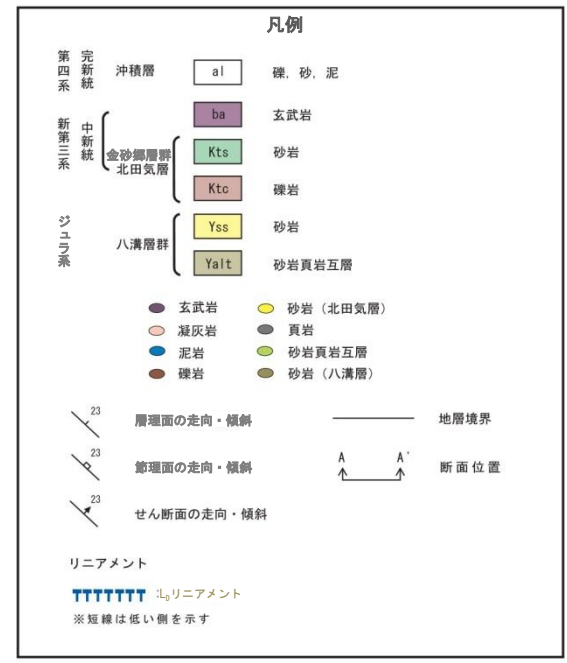 凡例
第四系
完新統
沖積層
al
礫, 砂, 泥
新第三系
中新統
ba
玄武岩
金砂郷層群
北田気層
Kts
砂岩
Ktc
礫岩
ジュラ系
八溝層群
Yss
砂岩
Yalt
砂岩頁岩互層
玄武岩
砂岩（北田気層）
凝灰岩
頁岩
泥岩
砂岩頁岩互層
礫岩
砂岩（八溝層）
23
層理面の走向・傾斜
地層境界
23
節理面の走向・傾斜
A
A'
断面位置
23
せん断面の走向・傾斜
リニアメント
:LDリニアメント
※短線は低い側を示す